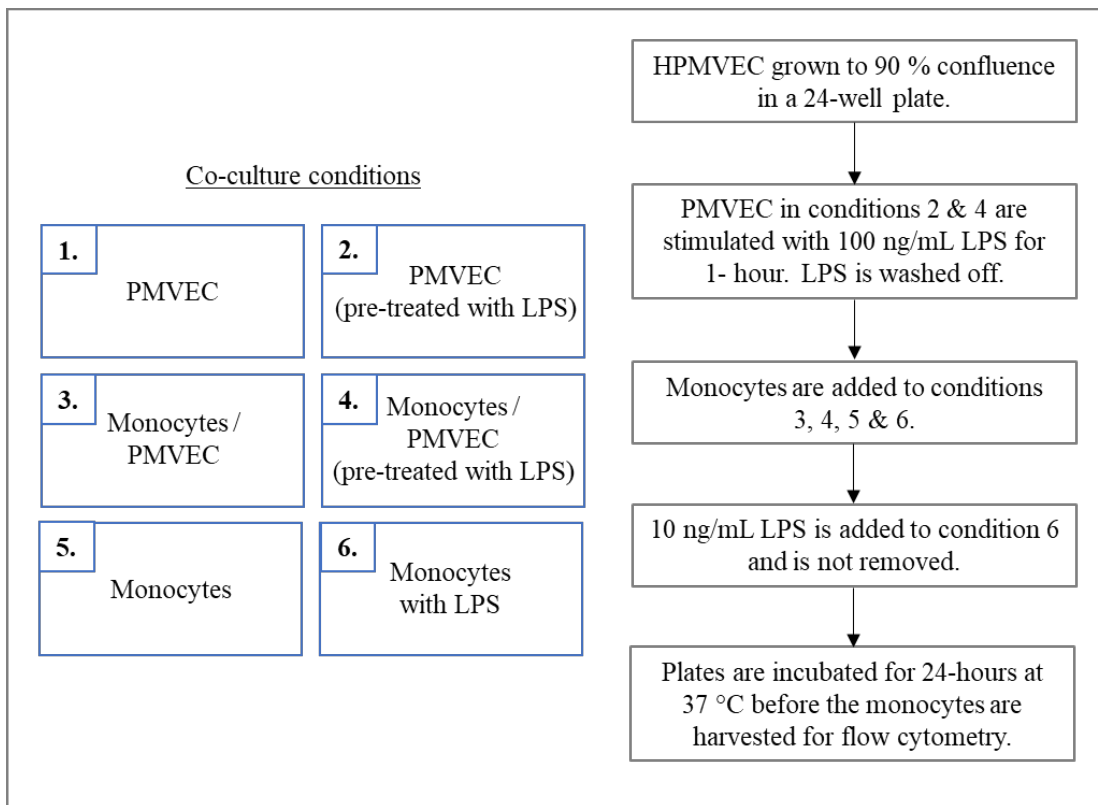 Co-culture conditions
1.
PMVEC
2.
PMVEC
(pre-treated with LPS)
3.
Monocytes /
PMVEC
4.
Monocytes /
PMVEC
(pre-treated with LPS)
5.
Monocytes
6.
Monocytes
with LPS
HPMVEC grown to 90 % confluence
in a 24-well plate.
PMVEC in conditions 2 & 4 are
stimulated with 100 ng/mL LPS for
1- hour.  LPS is washed off.
Monocytes are added to conditions
3, 4, 5 & 6.
10 ng/mL LPS is added to condition 6
and is not removed.
Plates are incubated for 24-hours at
37 °C before the monocytes are
harvested for flow cytometry.